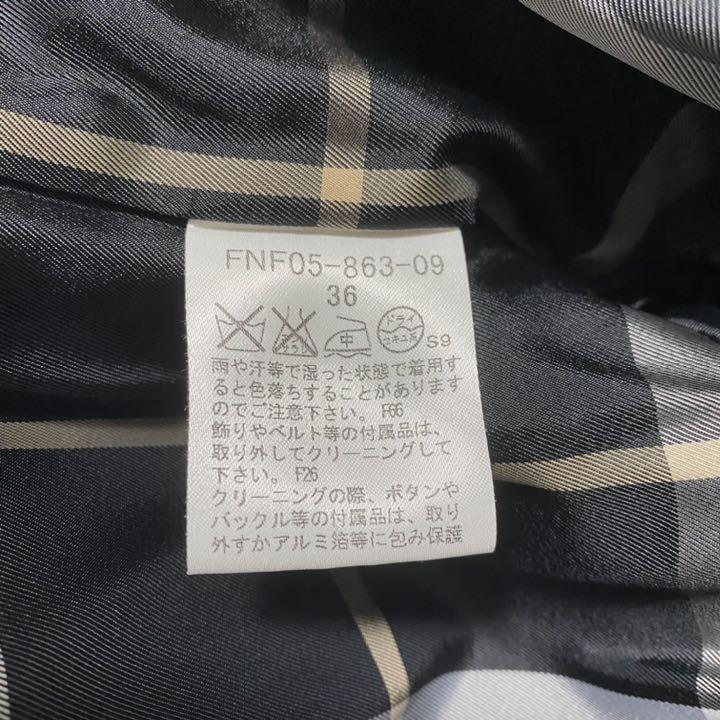 FNF05-863-09
36
エンソ サラシ 中 ドライ セキユ系 S9
雨や汗等で湿った状態で着用す
ると色落ちすることがあります
のでご注意下さい。 F66
飾りやベルト等の付属品は、
取り外してクリーニングして
下さい。 F26
クリーニングの際、ボタンや
バックル等の付属品は、取り
外すかアルミ箔等に包み保護